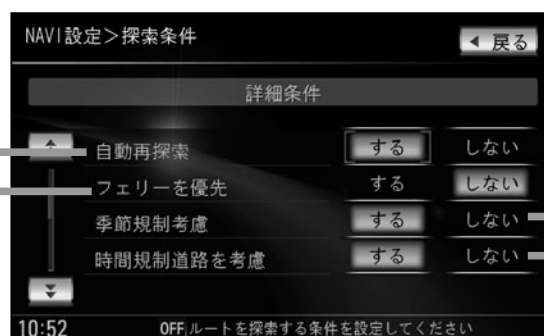 NAVI設定＞探索条件 ◀ 戻る
詳細条件
自動再探索 する しない
フェリーを優先 する しない
季節規制考慮 する しない
時間規制道路を考慮 する しない
10:52 OFF ルートを探索する条件を設定してください